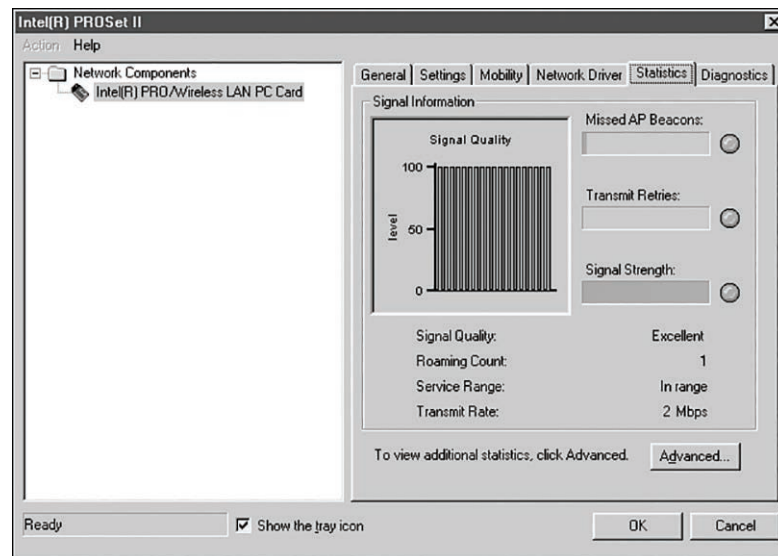 Intel(R) PROSet II
Action Help
Network Components
Intel(R) PRO/Wireless LAN PC Card
General Settings Mobility Network Driver Statistics Diagnostics
Signal Information
Signal Quality
100
50
0
level
Missed AP Beacons:
Transmit Retries:
Signal Strength:
Signal Quality: Excellent
Roaming Count: 1
Service Range: In range
Transmit Rate: 2 Mbps
To view additional statistics, click Advanced. Advanced...
Ready Show the tray icon OK Cancel